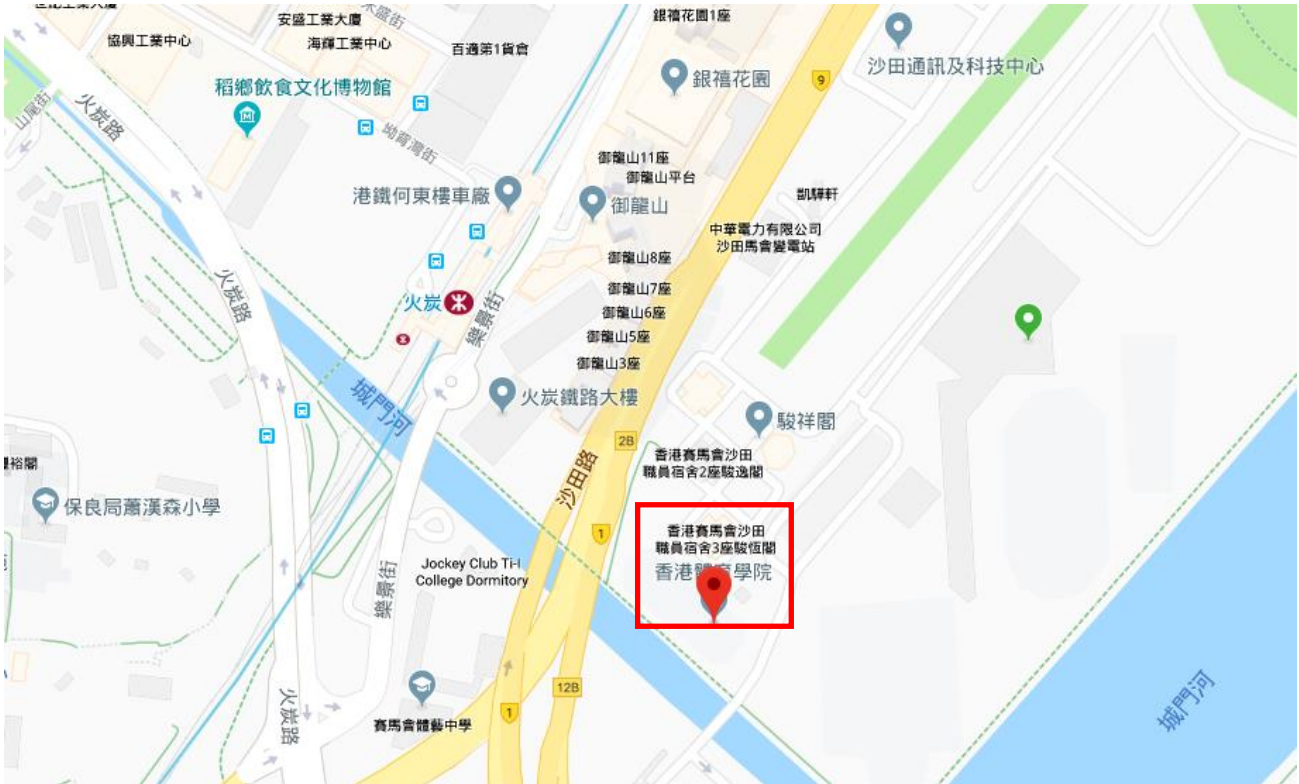 安盛工業大廈
協興工業中心
海輝工業中心
百適第1貨倉
銀禧花園1座
銀禧花園
9
沙田通訊及科技中心
稻鄉飲食文化博物館
山尾街
火炭路
坳背灣街
御龍山11座
御龍山平台
港鐵何東樓車廠
御龍山
凱驊軒
中華電力有限公司
沙田馬會變電站
御龍山8座
火炭路
御龍山7座
火炭
御龍山6座
樂景街
御龍山5座
御龍山3座
城門河
火炭鐵路大樓
駿祥閣
2B
香港賽馬會沙田
職員宿舍2座駿逸閣
沙田路
保良局蕭漢森小學
1
香港賽馬會沙田
職員宿舍3座駿恆閣
香港體育學院
Jockey Club Ti-I
College Dormitory
樂景街
12B
城門河
火炭路
1
賽馬會體藝中學